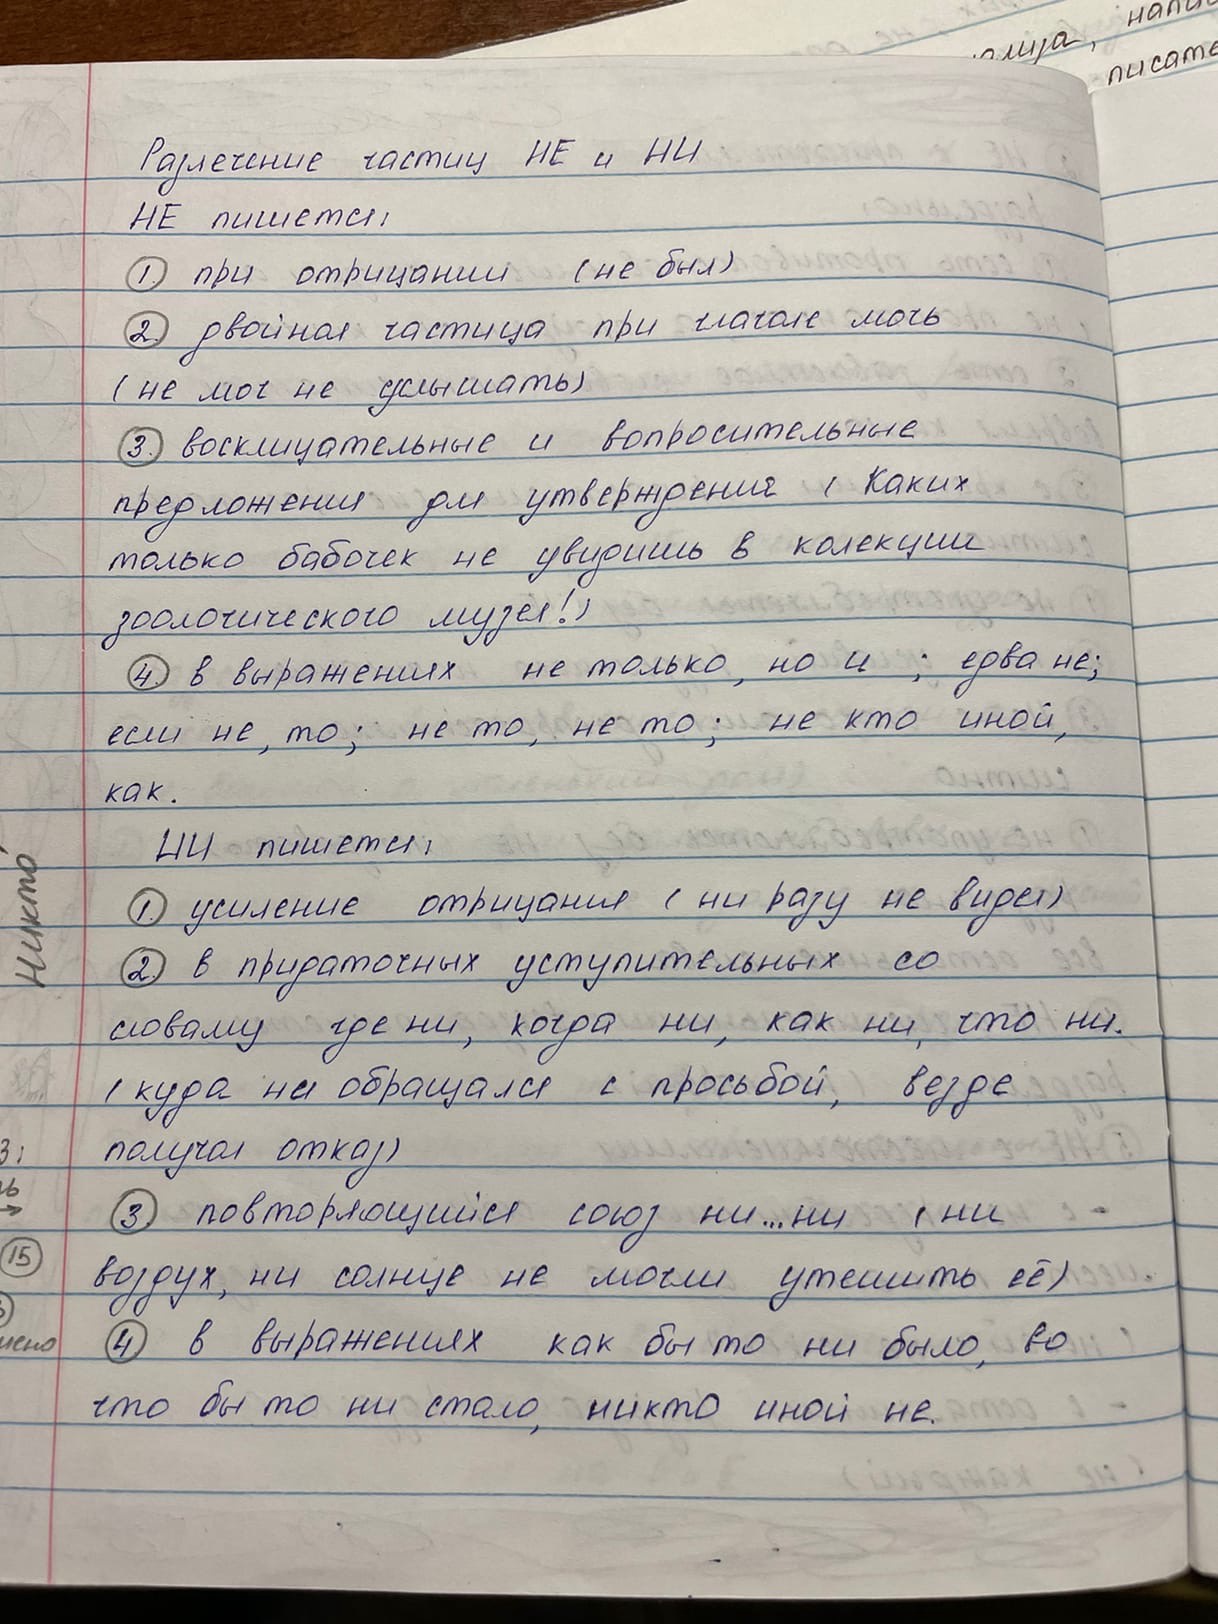 алиуа, напи
писате
Разлечение частиц НЕ и НИ
НЕ пишется:
1. при отрицании (не был)
2. двойная частица при глаголе мочь
(не мог не услышать)
3. восклицательные и вопросительные
предложения для утверждения (Каких
только бабочек не увидишь в колекции
зоологического музея!)
4. в выражениях не только, но и ; едва не;
если не, то; не то, не то; не кто иной,
как.
НИ пишется:
1. усиление отрицания (ни разу не видел)
2. в придаточных уступительных со
словами где ни, когда ни, как ни, что ни.
(куда ни обращался с просьбой, везде
получал отказ)
3 повторяющийся союз ни...ни (ни
воздух, ни солнце не могли утешить её)
4 в выражениях как бы то ни было, во
что бы то ни стало, никто иной не.
никто
15